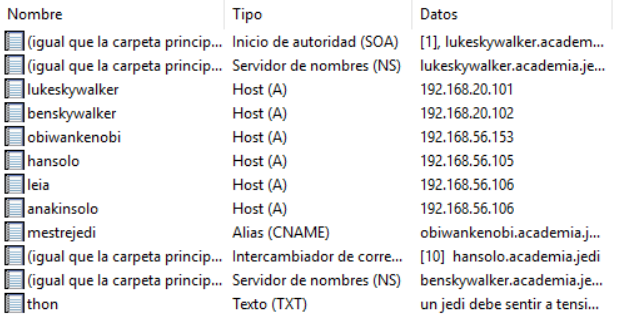 Nombre Tipo Datos
(igual que la carpeta princip... Inicio de autoridad (SOA) [1], lukeskywalker.academ...
(igual que la carpeta princip... Servidor de nombres (NS) lukeskywalker.academia.je...
lukeskywalker Host (A) 192.168.20.101
benskywalker Host (A) 192.168.20.102
obiwankenobi Host (A) 192.168.56.153
hansolo Host (A) 192.168.56.105
leia Host (A) 192.168.56.106
anakinsolo Host (A) 192.168.56.106
mestrejedi Alias (CNAME) obiwankenobi.academia.j...
(igual que la carpeta princip... Intercambiador de corre... [10] hansolo.academia.jedi
(igual que la carpeta princip... Servidor de nombres (NS) benskywalker.academia.je...
thon Texto (TXT) un jedi debe sentir a tensi...